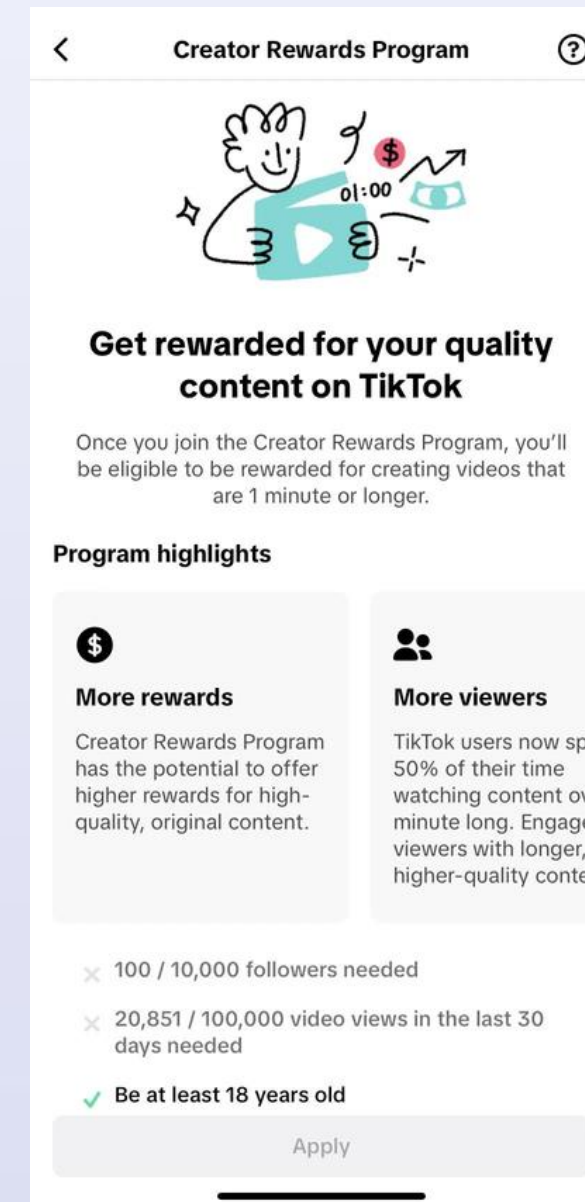 Creator Rewards Program
?
$
01:00
Get rewarded for your quality
content on TikTok
Once you join the Creator Rewards Program, you'll
be eligible to be rewarded for creating videos that
are 1 minute or longer.
Program highlights
$
More rewards
Creator Rewards Program
has the potential to offer
higher rewards for high-
quality, original content.
More viewers
TikTok users now sp
50% of their time
watching content ov
minute long. Engage
viewers with longer,
higher-quality conte
100 / 10,000 followers needed
20,851 / 100,000 video views in the last 30
days needed
Be at least 18 years old
Apply